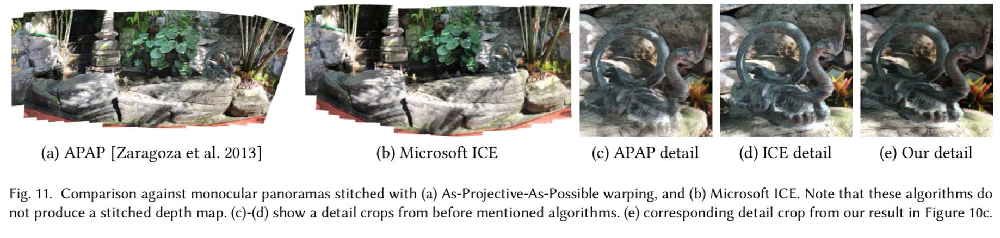 (a) APAP [Zaragoza et al. 2013]
(b) Microsoft ICE
(c) APAP detail
(d) ICE detail
(e) Our detail
Fig. 11. Comparison against monocular panoramas stitched with (a) As-Projective-As-Possible warping, and (b) Microsoft ICE. Note that these algorithms do
not produce a stitched depth map. (c)-(d) show a detail crops from before mentioned algorithms. (e) corresponding detail crop from our result in Figure 10c.